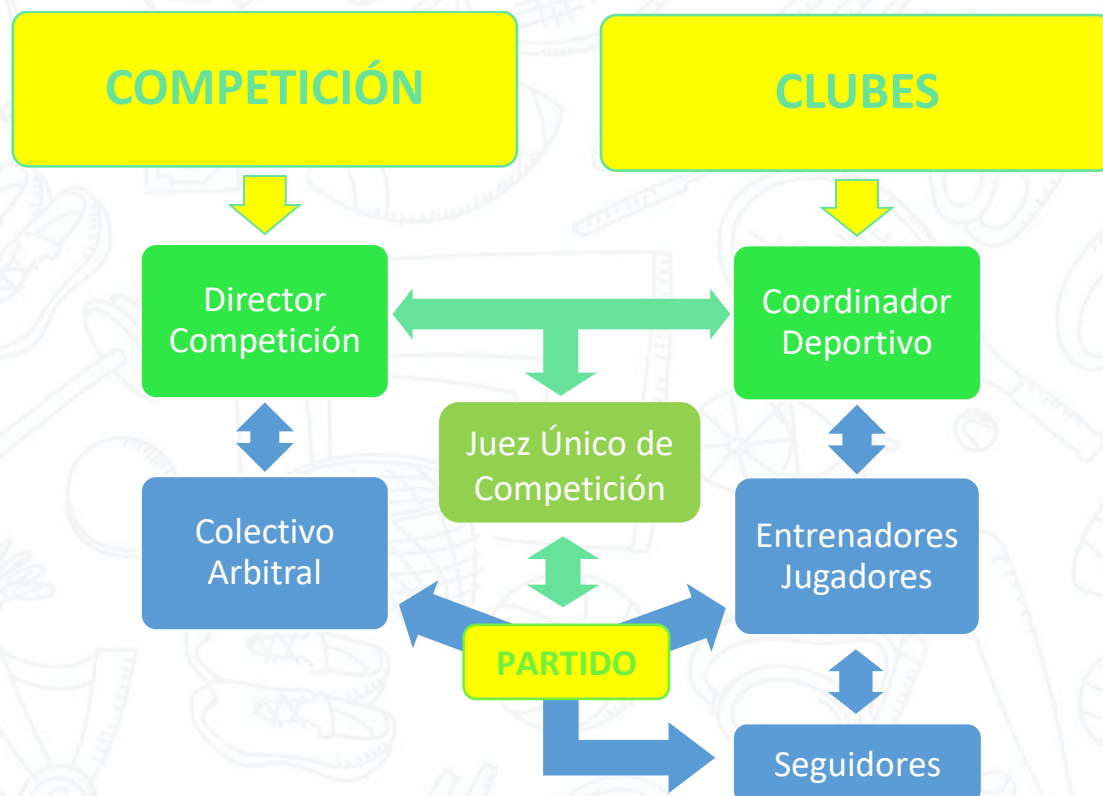 COMPETICIÓN
CLUBES
Director
Competición
Coordinador
Deportivo
Juez Único de
Competición
Colectivo
Arbitral
Entrenadores
Jugadores
PARTIDO
Seguidores